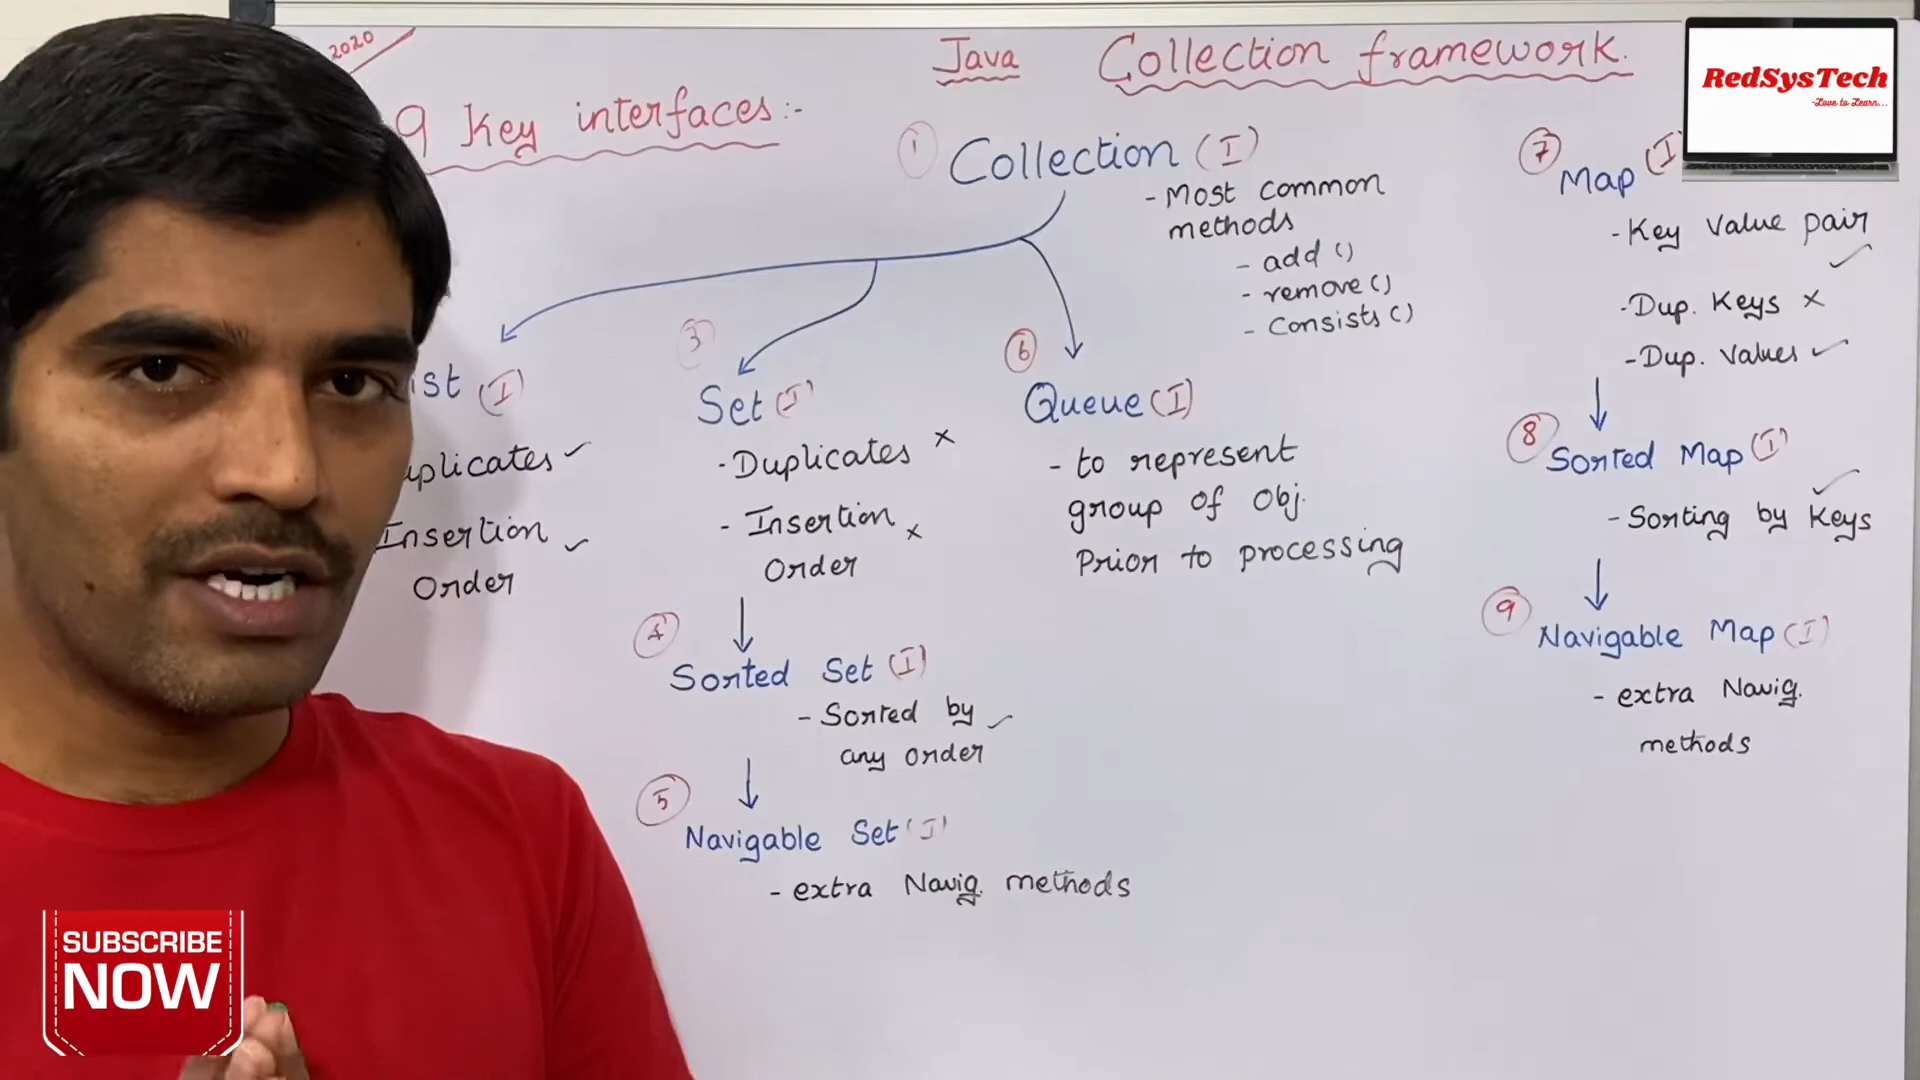 2020
Java Collection framework.
9 Key interfaces:-
RedSysTech
-Love to Learn...
1 Collection (I)
- Most common
methods
- add ()
- remove ()
- Consists ()
ist (I)
uplicates ✓
Insertion ✓
Order
3
Set (I)
- Duplicates ×
- Insertion ×
Order
4
Sorted Set (I)
- Sorted by ✓
any order
5
Navigable Set (I)
- extra Navig. methods
6
Queue (I)
- to represent
group of Obj.
Prior to processing
7
Map (I
- Key Value pair ✓
- Dup. Keys ×
- Dup. Values ✓
8
Sorted Map (I)
- Sorting by Keys ✓
9
Navigable Map (I)
- extra Navig.
methods
SUBSCRIBE
NOW